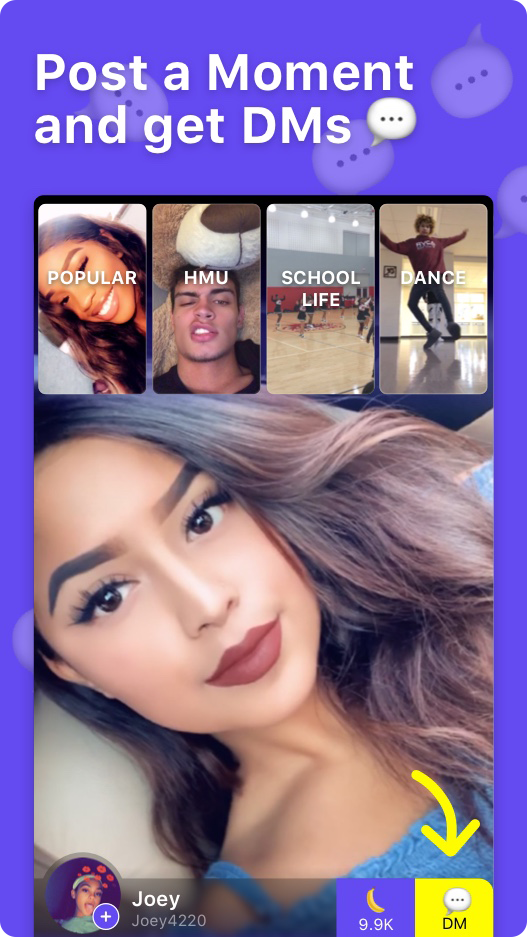 Post a Moment
and get DMs
POPULAR
HMU
SCHOOL
LIFE
DANCE
Joey
Joey4220
9.9K
DM